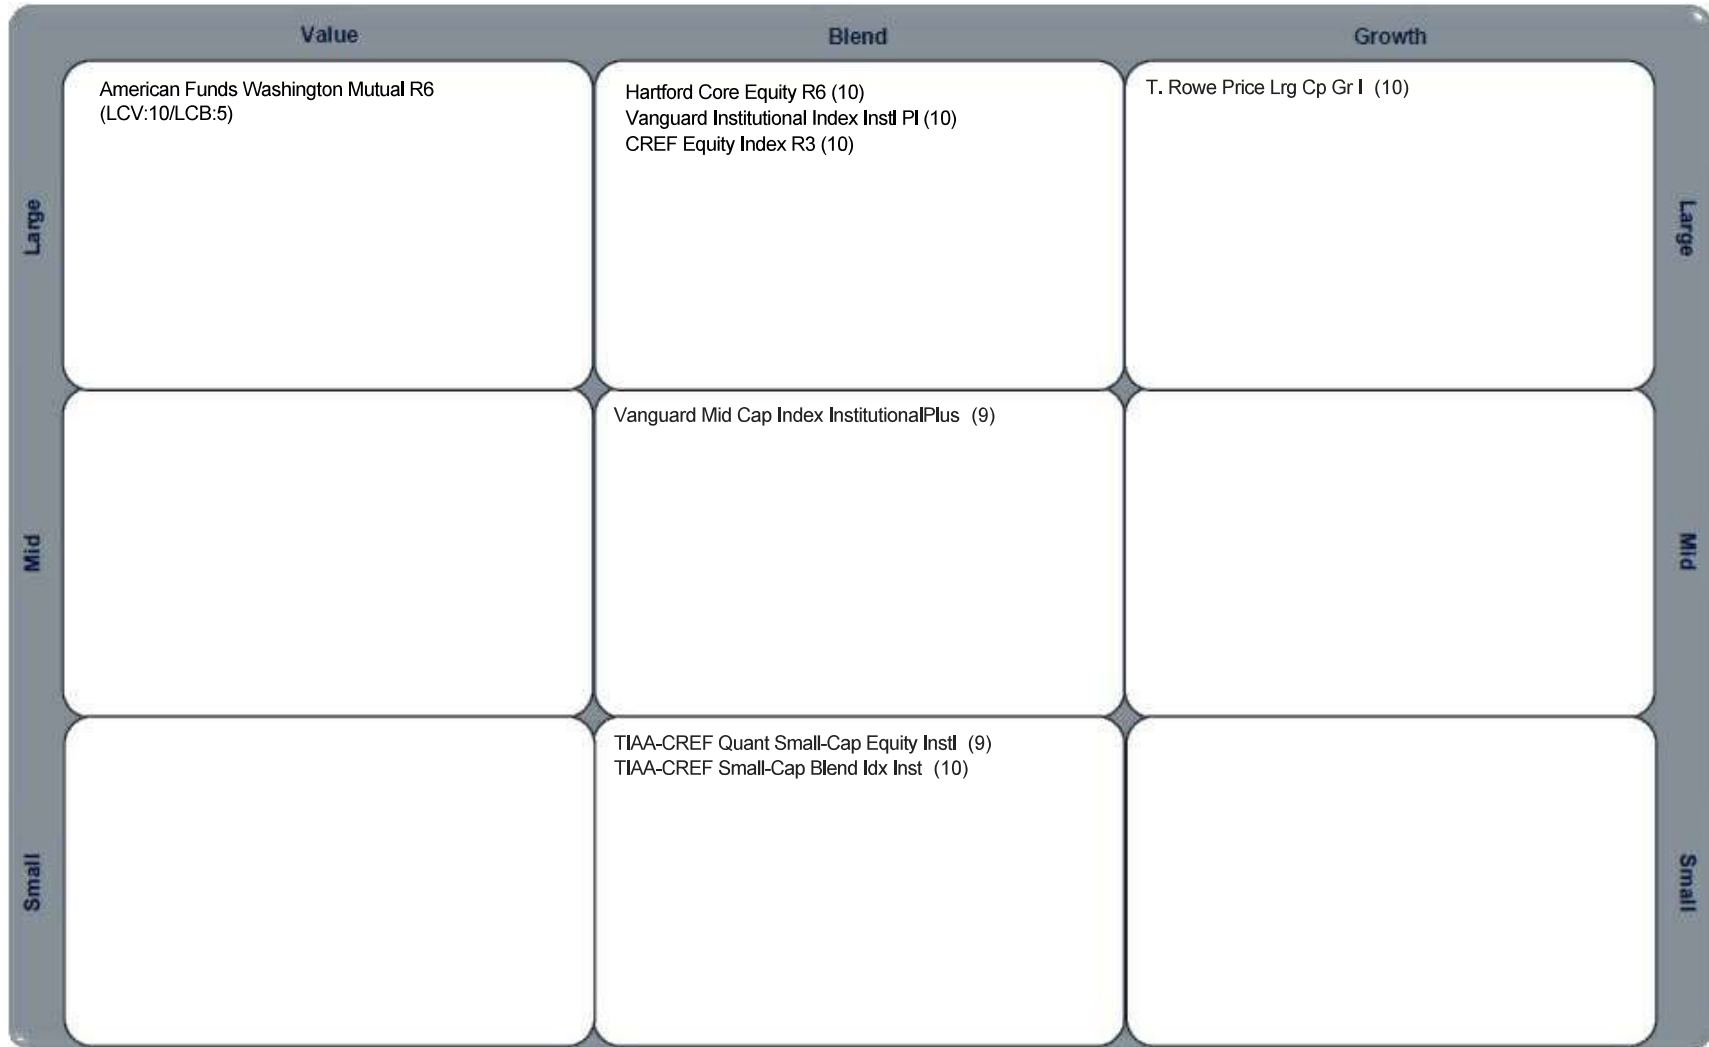 Value
Blend
Growth
Large
American Funds Washington Mutual R6
(LCV:10/LCB:5)
Hartford Core Equity R6 (10)
Vanguard Institutional Index Instl Pl (10)
CREF Equity Index R3 (10)
T. Rowe Price Lrg Cp Gr I (10)
Large
Mid
Vanguard Mid Cap Index InstitutionalPlus (9)
Mid
Small
TIAA-CREF Quant Small-Cap Equity Instl (9)
TIAA-CREF Small-Cap Blend Idx Inst (10)
Small